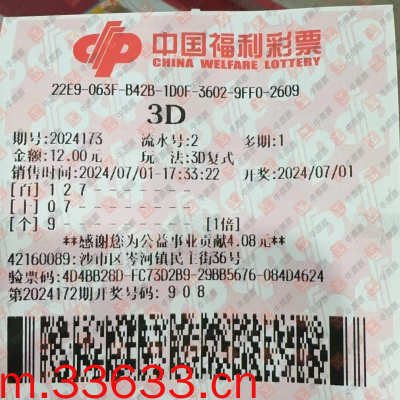 中国福利彩票
CHINA WELFARE LOTTERY
22E9-063F-B42B-1D0F-3602-9FF0-2609
3D
期号:2024173 流水号:2 多期:1
金额:12.00元 玩 法:3D复式
销售时间:2024/07/01-17:33:22 开奖:2024/07/01
[百] 1 2 7 - - - - - - -
[十] 0 7 - - - - - - - -
[个] 9 - - - - - - - - - [1倍]
**感谢您为公益事业贡献4.08元**
42160089:沙市区岑河镇民主街36号
验票码:4D4BB28D-FC73D2B9-29BB5676-084D4624
第2024172期开奖号码: 9 0 8
m.33633.cn